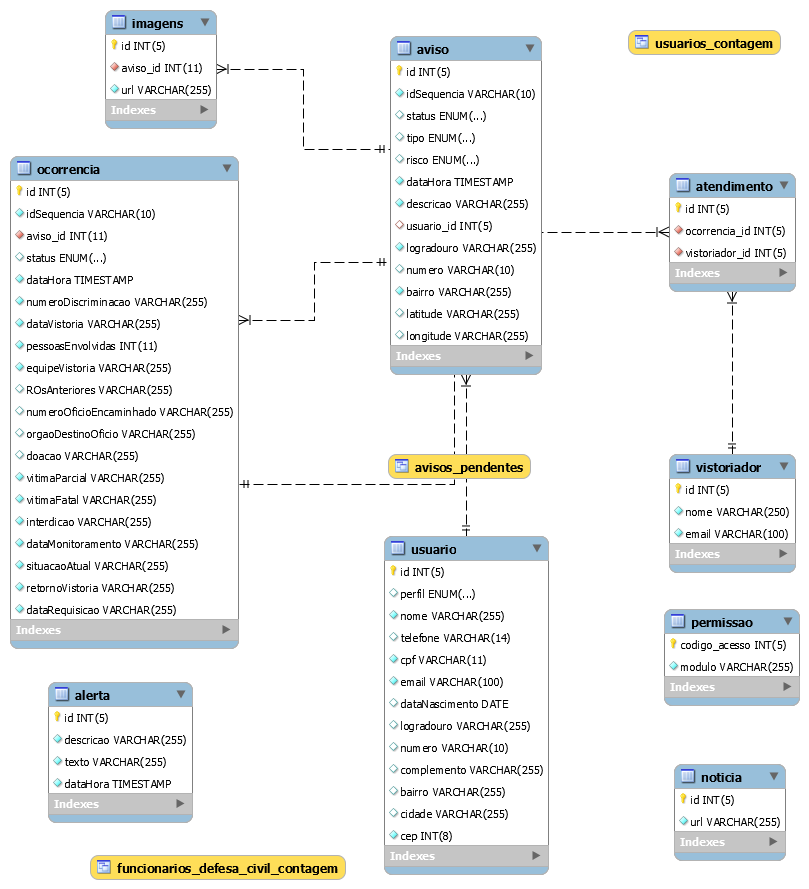 imagens
id INT(5)
aviso_id INT(11)
url VARCHAR(255)
Indexes
aviso
id INT(5)
idSequencia VARCHAR(10)
status ENUM(...)
tipo ENUM(...)
risco ENUM(...)
dataHora TIMESTAMP
descricao VARCHAR(255)
usuario_id INT(5)
logradouro VARCHAR(255)
numero VARCHAR(10)
bairro VARCHAR(255)
latitude VARCHAR(255)
longitude VARCHAR(255)
Indexes
usuarios_contagem
ocorrencia
id INT(5)
idSequencia VARCHAR(10)
aviso_id INT(11)
status ENUM(...)
dataHora TIMESTAMP
numeroDiscriminacao VARCHAR(255)
dataVistoria VARCHAR(255)
pessoasEnvolvidas INT(11)
equipeVistoria VARCHAR(255)
ROsAnteriores VARCHAR(255)
numeroOficioEncaminhado VARCHAR(255)
orgaoDestinoOficio VARCHAR(255)
doacao VARCHAR(255)
vitimaParcial VARCHAR(255)
vitimaFatal VARCHAR(255)
interdicao VARCHAR(255)
dataMonitoramento VARCHAR(255)
situacaoAtual VARCHAR(255)
retornoVistoria VARCHAR(255)
dataRequisicao VARCHAR(255)
Indexes
atendimento
id INT(5)
ocorrencia_id INT(5)
vistoriador_id INT(5)
Indexes
avisos_pendentes
vistoriador
id INT(5)
nome VARCHAR(250)
email VARCHAR(100)
Indexes
usuario
id INT(5)
perfil ENUM(...)
nome VARCHAR(255)
telefone VARCHAR(14)
cpf VARCHAR(11)
email VARCHAR(100)
dataNascimento DATE
logradouro VARCHAR(255)
numero VARCHAR(10)
complemento VARCHAR(255)
bairro VARCHAR(255)
cidade VARCHAR(255)
cep INT(8)
Indexes
permissao
codigo_acesso INT(5)
modulo VARCHAR(255)
Indexes
alerta
id INT(5)
descricao VARCHAR(255)
texto VARCHAR(255)
dataHora TIMESTAMP
Indexes
noticia
id INT(5)
url VARCHAR(255)
Indexes
funcionarios_defesa_civil_contagem